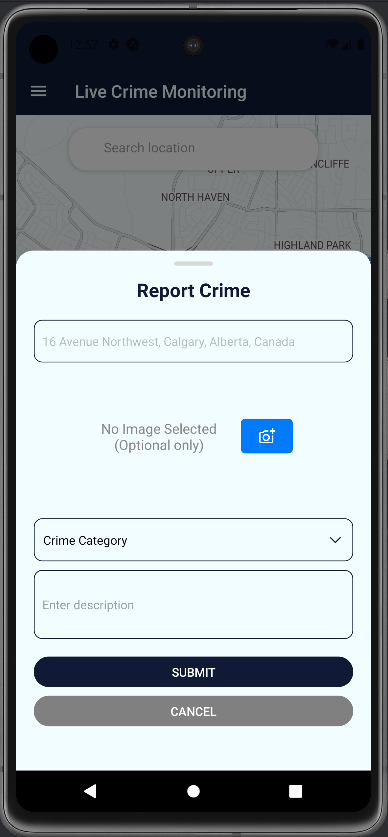 12:57
Live Crime Monitoring
Search location
UPPER
NCLIFFE
NORTH HAVEN
HIGHLAND PARK
Report Crime
16 Avenue Northwest, Calgary, Alberta, Canada
No Image Selected
(Optional only)
Crime Category
Enter description
SUBMIT
CANCEL